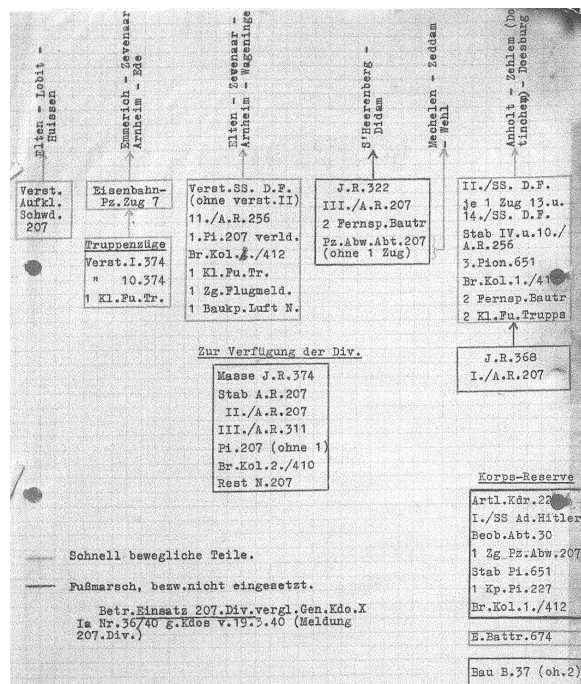 Elten - Lobit -
Huissen
Emmerich - Zevenaar
Arnheim - Ede
Elten - Zevenaar
Arnheim - Wageninge
S'Heerenberg -
Didam
Mechelen - Zeddam
- Wehl
Anholt - Zehlem (Do
tinchem) - Doesburg
Verst.
Aufkl.
Schwd.
207
Eisenbahn-
Pz.Zug 7
Truppenzüge
Verst.I.374
" 10.374
1 Kl.Fu.Tr.
Verst.SS. D.F.
(ohne verst.II)
11./A.R.256
1.Pi.207 verld.
Br.Kol. ./412
1 Kl.Fu.Tr.
1 Zg.Flugmeld.
1 Baukp.Luft N.
J.R.322
III./A.R.207
2 Fernsp.Bautr
Pz.Abw.Abt.207
(ohne 1 Zug)
II./SS. D.F.
je 1 Zug 13.u.
14./SS. D.F.
Stab IV.u.10./
A.R.256
3.Pion.651
Br.Kol.1./41
2 Fernsp.Bautr
2 Kl.Fu.Trupps
J.R.368
I./A.R.207
Zur Verfügung der Div.
Masse J.R.374
Stab A.R.207
II./A.R.207
III./A.R.311
Pi.207 (ohne 1)
Br.Kol.2./410
Rest N.207
Korps-Reserve
Artl.Kdr.22
I./SS Ad.Hitler
Beob.Abt.30
1 Zg Pz.Abw.207
Stab Pi.651
1 Kp.Pi.227
Br.Kol.1./412
E.Battr.674
Bau B.37 (oh.2)
Schnell bewegliche Teile.
Fußmarsch, bezw.nicht eingesetzt.
Betr.Einsatz 207.Div.vergl.Gen.Kdo.X
Ia Nr.36/40 g.Kdos v.19.3.40 (Meldung
207.Div.)